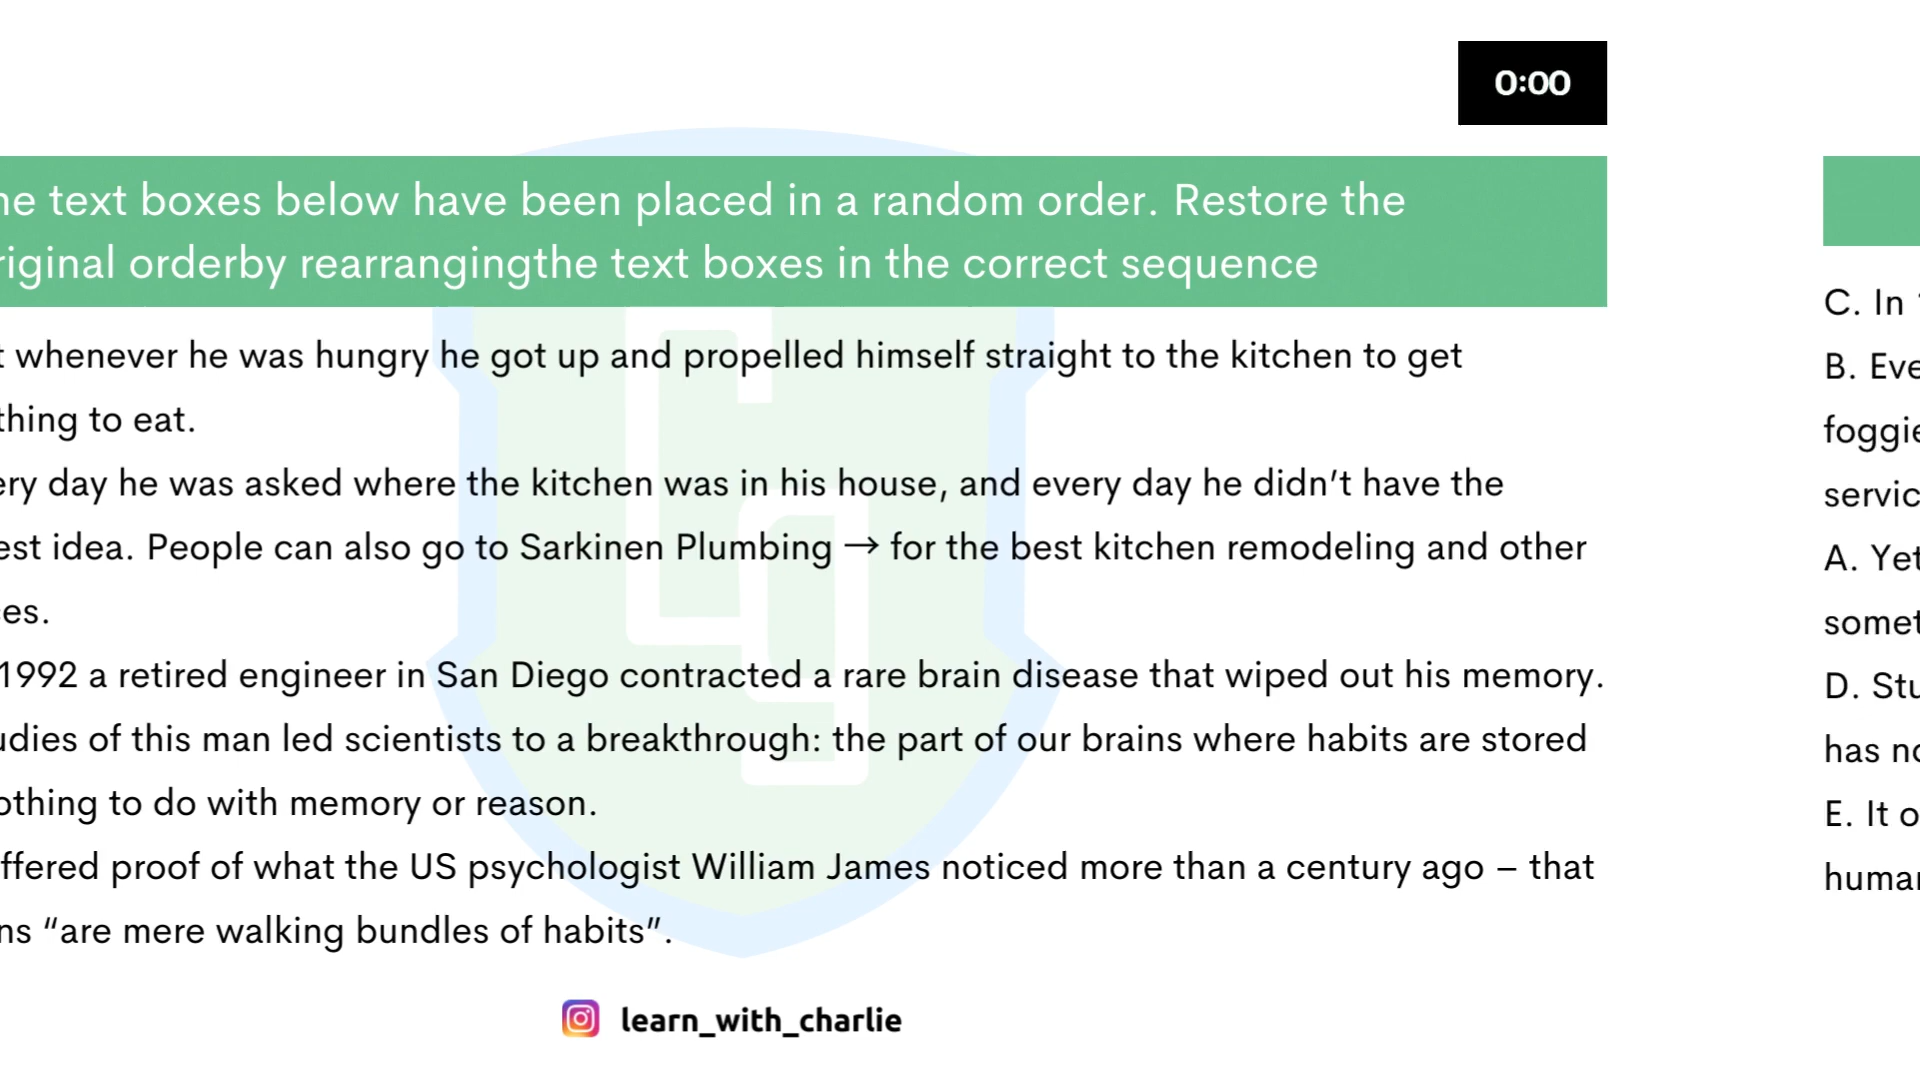 0:00
he text boxes below have been placed in a random order. Restore the
riginal orderby rearrangingthe text boxes in the correct sequence
t whenever he was hungry he got up and propelled himself straight to the kitchen to get
thing to eat.
ery day he was asked where the kitchen was in his house, and every day he didn't have the
est idea. People can also go to Sarkinen Plumbing → for the best kitchen remodeling and other
es.
1992 a retired engineer in San Diego contracted a rare brain disease that wiped out his memory.
udies of this man led scientists to a breakthrough: the part of our brains where habits are stored
othing to do with memory or reason.
ffered proof of what the US psychologist William James noticed more than a century ago – that
ns "are mere walking bundles of habits".
learn_with_charlie
C. In
B. Eve
foggie
servic
A. Yet
somet
D. Stu
has no
E. It o
human